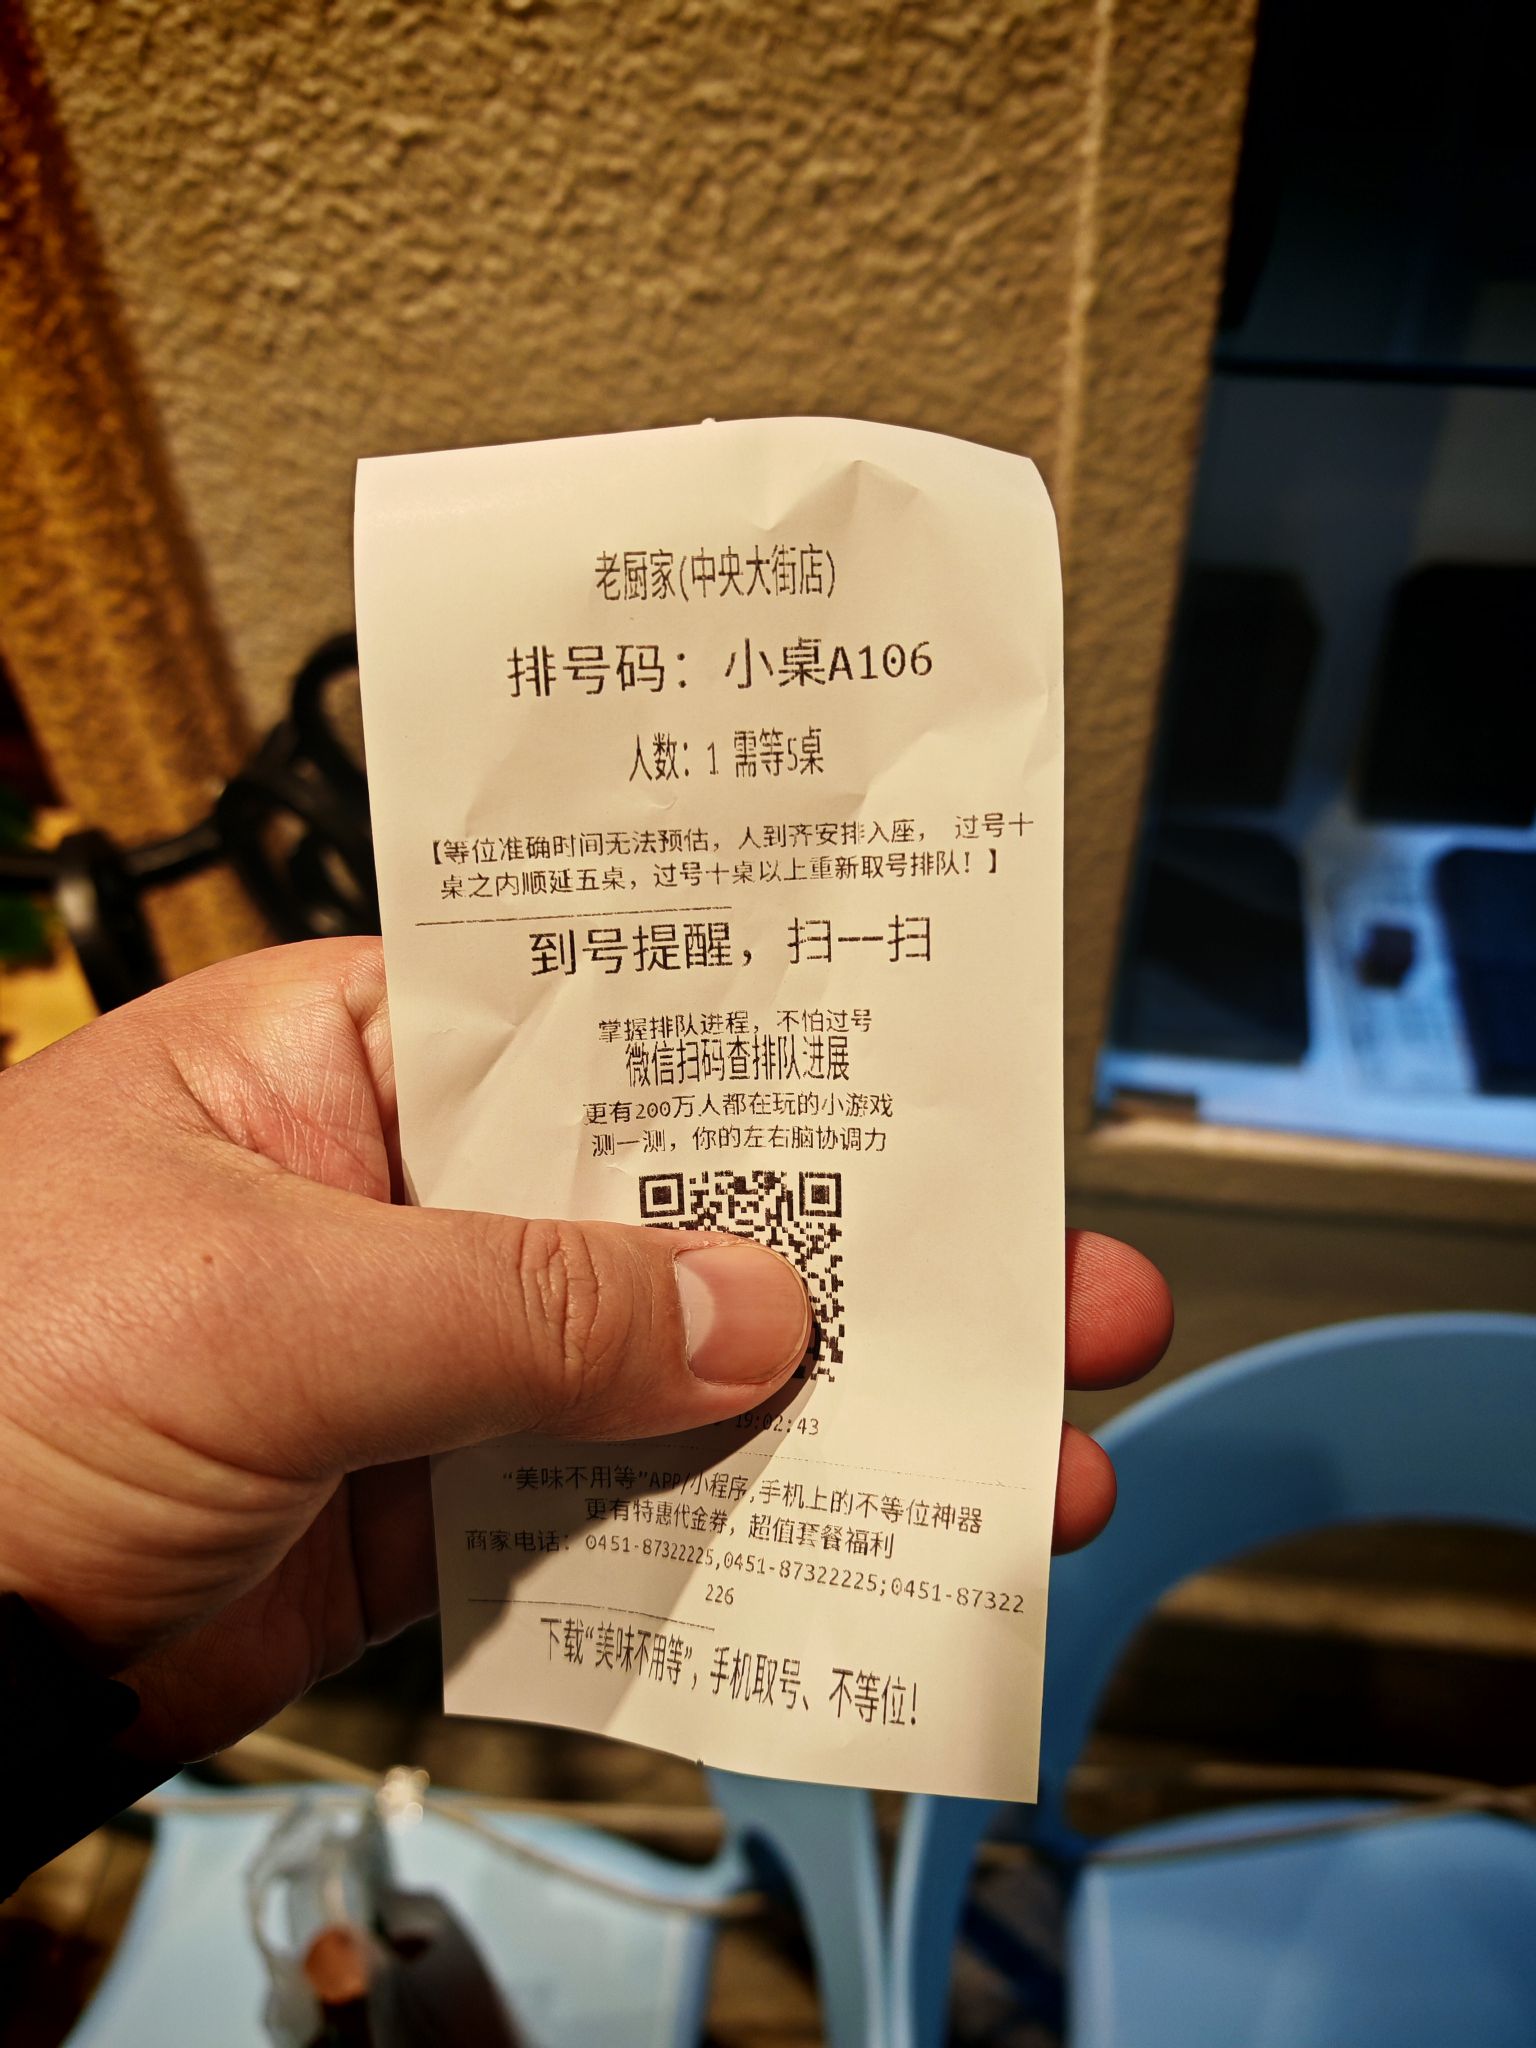 老厨家(中央大街店)
排号码: 小桌A106
人数: 1 需等5桌
【等位准确时间无法预估, 人到齐安排入座, 过号十
桌之内顺延五桌, 过号十桌以上重新取号排队! 】
到号提醒, 扫一扫
掌握排队进程, 不怕过号
微信扫码查排队进展
更有200万人都在玩的小游戏
测一测, 你的左右脑协调力
19:02:43
“美味不用等”APP/小程序,手机上的不等位神器
更有特惠代金券, 超值套餐福利
商家电话: 0451-87322225,0451-87322225;0451-87322
226
下载“美味不用等”, 手机取号、不等位!